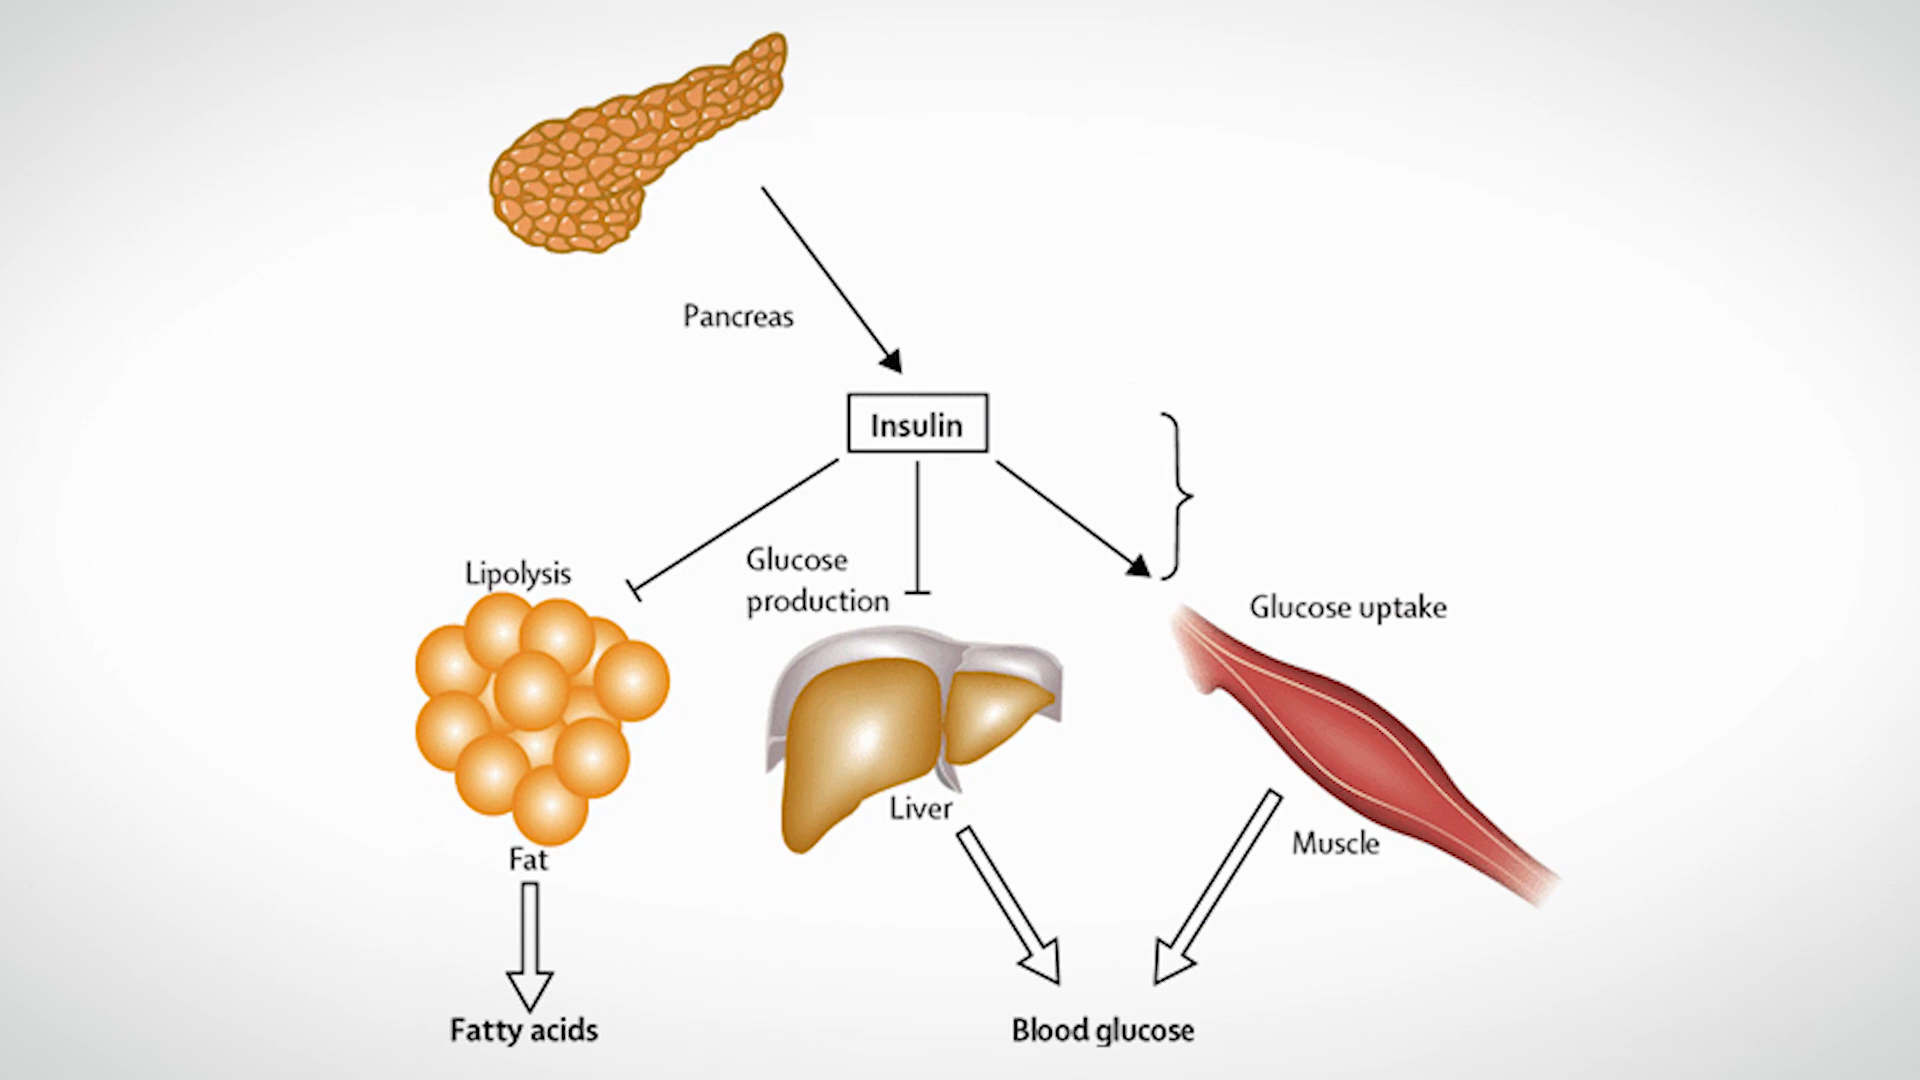 Pancreas
Insulin
Lipolysis
Glucose
production
Glucose uptake
Liver
Muscle
Fat
Fatty acids
Blood glucose